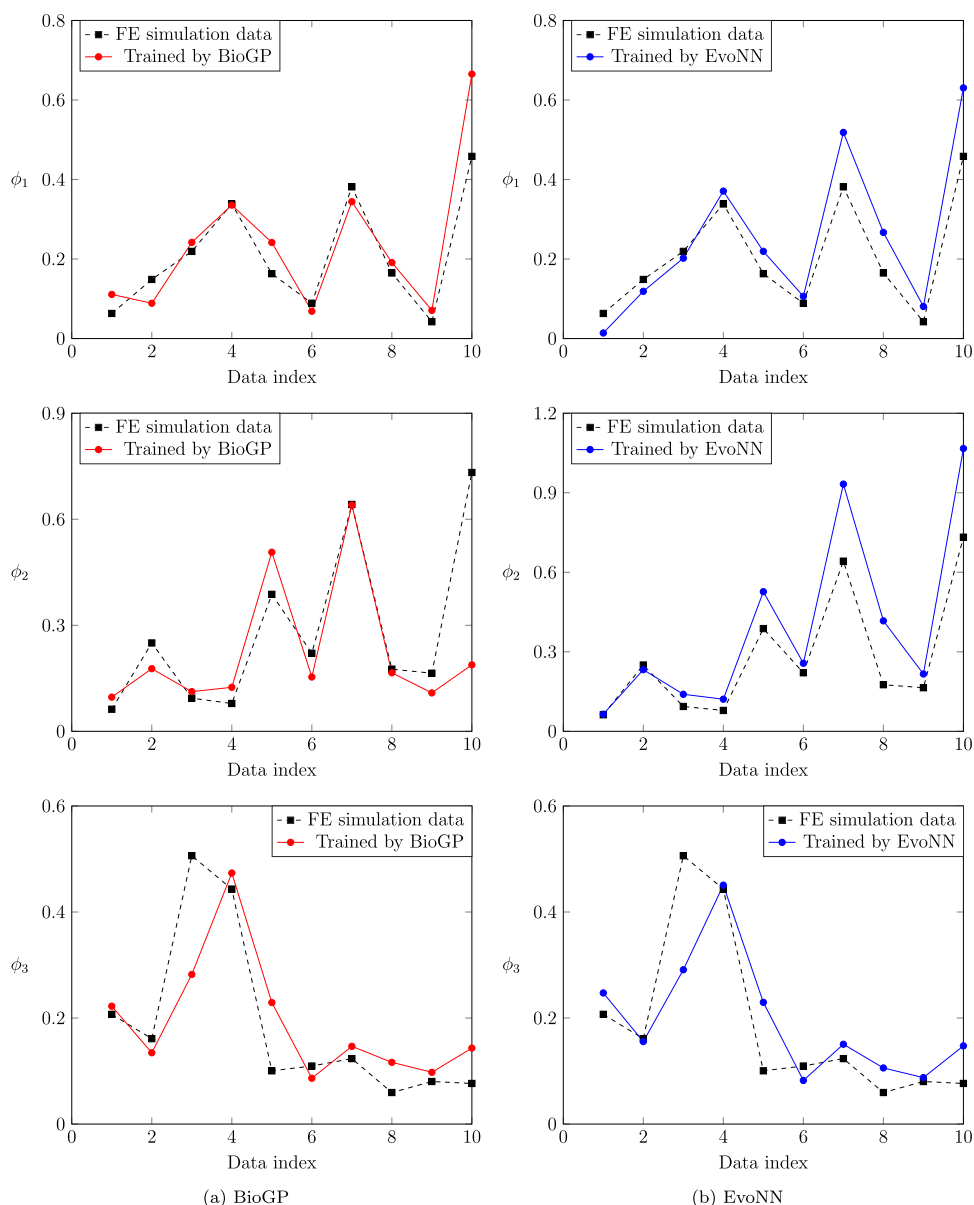 1
0.8
0.6
0.4
0.2
0
ϕ1
0 2 4 6 8 10
Data index
FE simulation data
Trained by BioGP
1
0.8
0.6
0.4
0.2
0
ϕ1
0 2 4 6 8 10
Data index
FE simulation data
Trained by EvoNN
0.9
0.6
0.3
0
ϕ2
0 2 4 6 8 10
Data index
FE simulation data
Trained by BioGP
1.2
0.9
0.6
0.3
0
ϕ2
0 2 4 6 8 10
Data index
FE simulation data
Trained by EvoNN
0.6
0.4
0.2
0
ϕ3
0 2 4 6 8 10
Data index
FE simulation data
Trained by BioGP
0.6
0.4
0.2
0
ϕ3
0 2 4 6 8 10
Data index
FE simulation data
Trained by EvoNN
(a) BioGP
(b) EvoNN